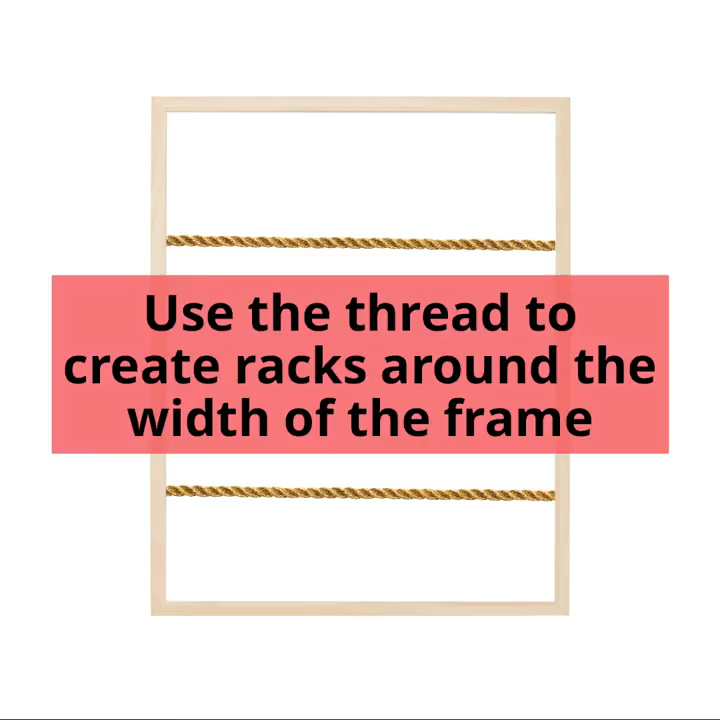 Use the thread to
create racks around the
width of the frame